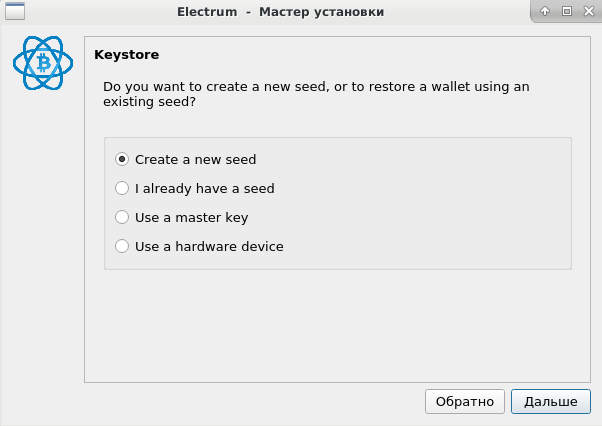 Electrum - Мастер установки
Keystore
Do you want to create a new seed, or to restore a wallet using an
existing seed?
Create a new seed
I already have a seed
Use a master key
Use a hardware device
Обратно
Дальше